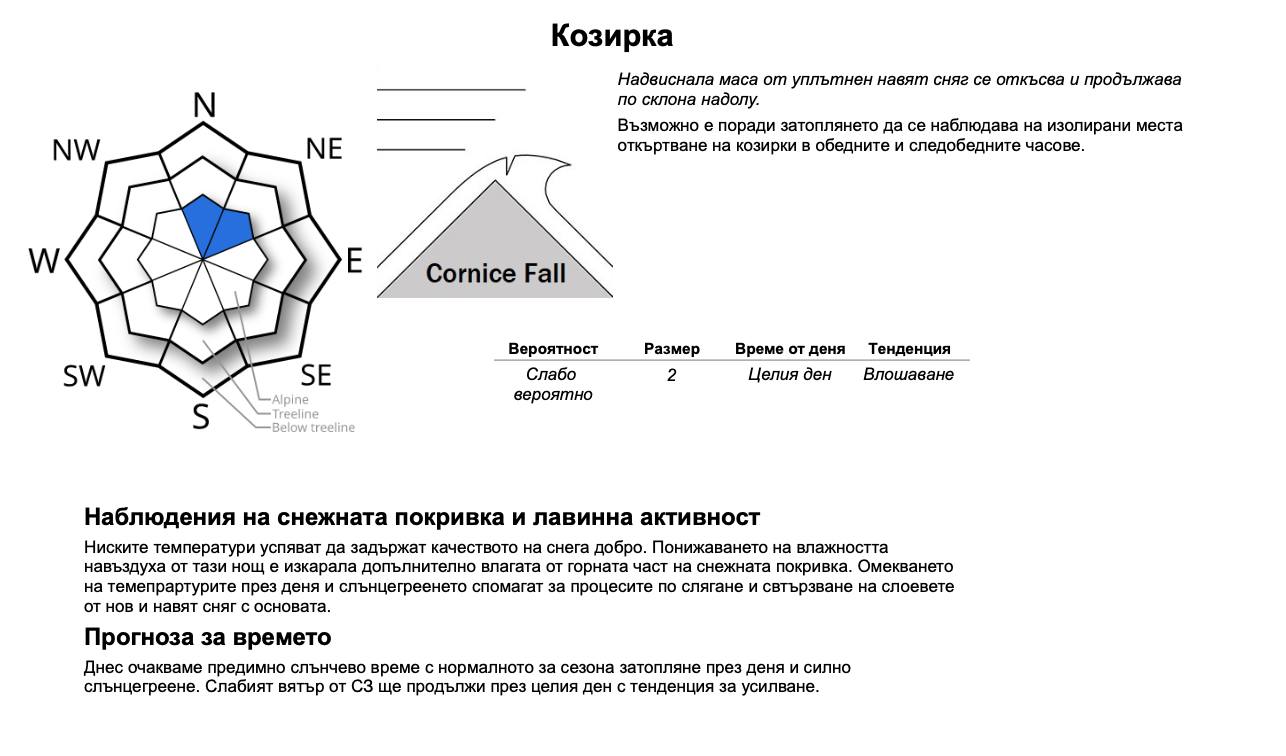 Козирка
Надвиснала маса от уплътнен навят сняг се откъсва и продължава
по склона надолу.
Възможно е поради затоплянето да се наблюдава на изолирани места
откъртване на козирки в обедните и следобедните часове.
N
NW
NE
W
E
SW
SE
S
Alpine
Treeline
Below treeline
Cornice Fall
Вероятност Размер Време от деня Тенденция
Слабо 2 Целия ден Влошаване
вероятно
Наблюдения на снежната покривка и лавинна активност
Ниските температури успяват да задържат качеството на снега добро. Понижаването на влажността
навъздуха от тази нощ е изкарала допълнително влагата от горната част на снежната покривка. Омекването
на темепрартурите през деня и слънцегреенето спомагат за процесите по слягане и свтързване на слоевете
от нов и навят сняг с основата.
Прогноза за времето
Днес очакваме предимно слънчево време с нормалното за сезона затопляне през деня и силно
слънцегреене. Слабият вятър от СЗ ще продължи през целия ден с тенденция за усилване.